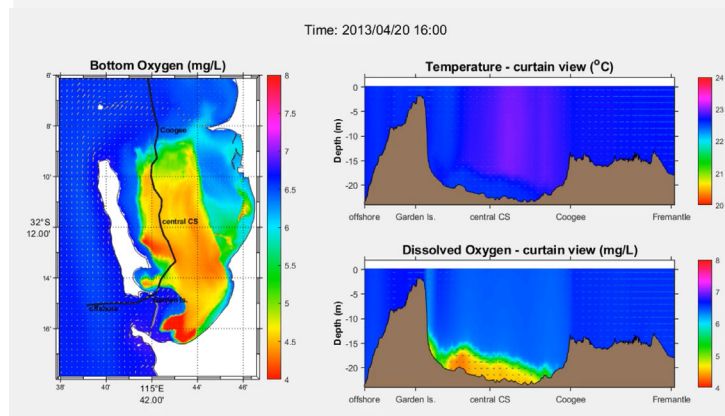 Time: 2013/04/20 16:00
Bottom Oxygen (mg/L)
6'
8'
10'
32°S
12.00'
14'
16'
38'
40'
115°E
42.00'
44'
46'
Coogee
central CS
Garden Is.
offshore
8
7.5
7
6.5
6
5.5
5
4.5
4
Temperature - curtain view (°C)
Depth (m)
0
-5
-10
-15
-20
offshore
Garden Is.
central CS
Coogee
Fremantle
24
23
22
21
20
Dissolved Oxygen - curtain view (mg/L)
Depth (m)
0
-5
-10
-15
-20
offshore
Garden Is.
central CS
Coogee
Fremantle
8
7
6
5
4